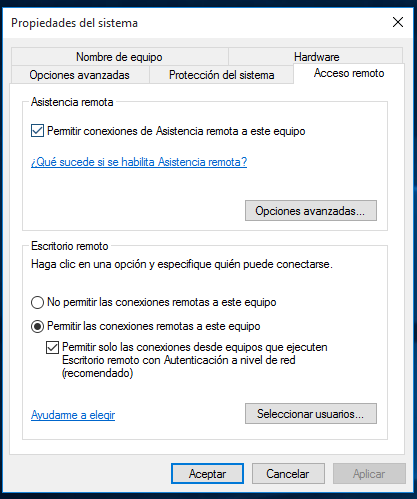 Propiedades del sistema
Nombre de equipo
Hardware
Opciones avanzadas
Protección del sistema
Acceso remoto
Asistencia remota
Permitir conexiones de Asistencia remota a este equipo
¿Qué sucede si se habilita Asistencia remota?
Opciones avanzadas...
Escritorio remoto
Haga clic en una opción y especifique quién puede conectarse.
No permitir las conexiones remotas a este equipo
Permitir las conexiones remotas a este equipo
Permitir solo las conexiones desde equipos que ejecuten
Escritorio remoto con Autenticación a nivel de red
(recomendado)
Ayudarme a elegir
Seleccionar usuarios...
Aceptar
Cancelar
Aplicar